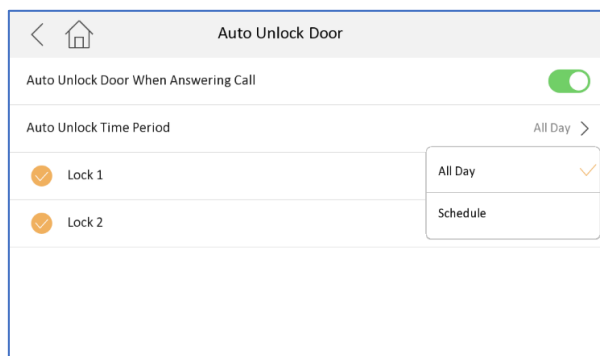 Auto Unlock Door
Auto Unlock Door When Answering Call
Auto Unlock Time Period All Day
Lock 1
All Day
Lock 2
Schedule